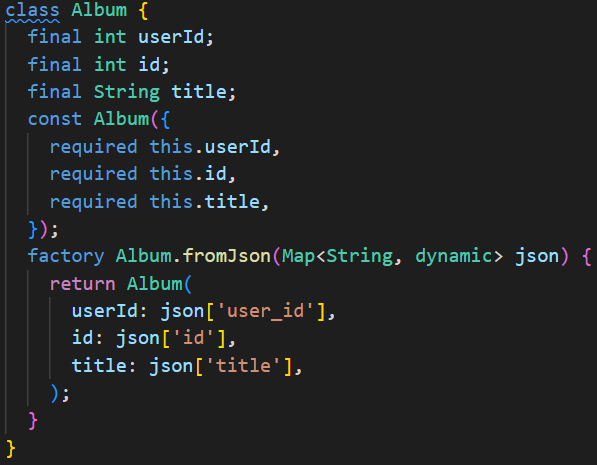 class Album {
  final int userId;
  final int id;
  final String title;
  const Album({
    required this.userId,
    required this.id,
    required this.title,
  });
  factory Album.fromJson(Map<String, dynamic> json) {
    return Album(
      userId: json['user_id'],
      id: json['id'],
      title: json['title'],
    );
  }
}